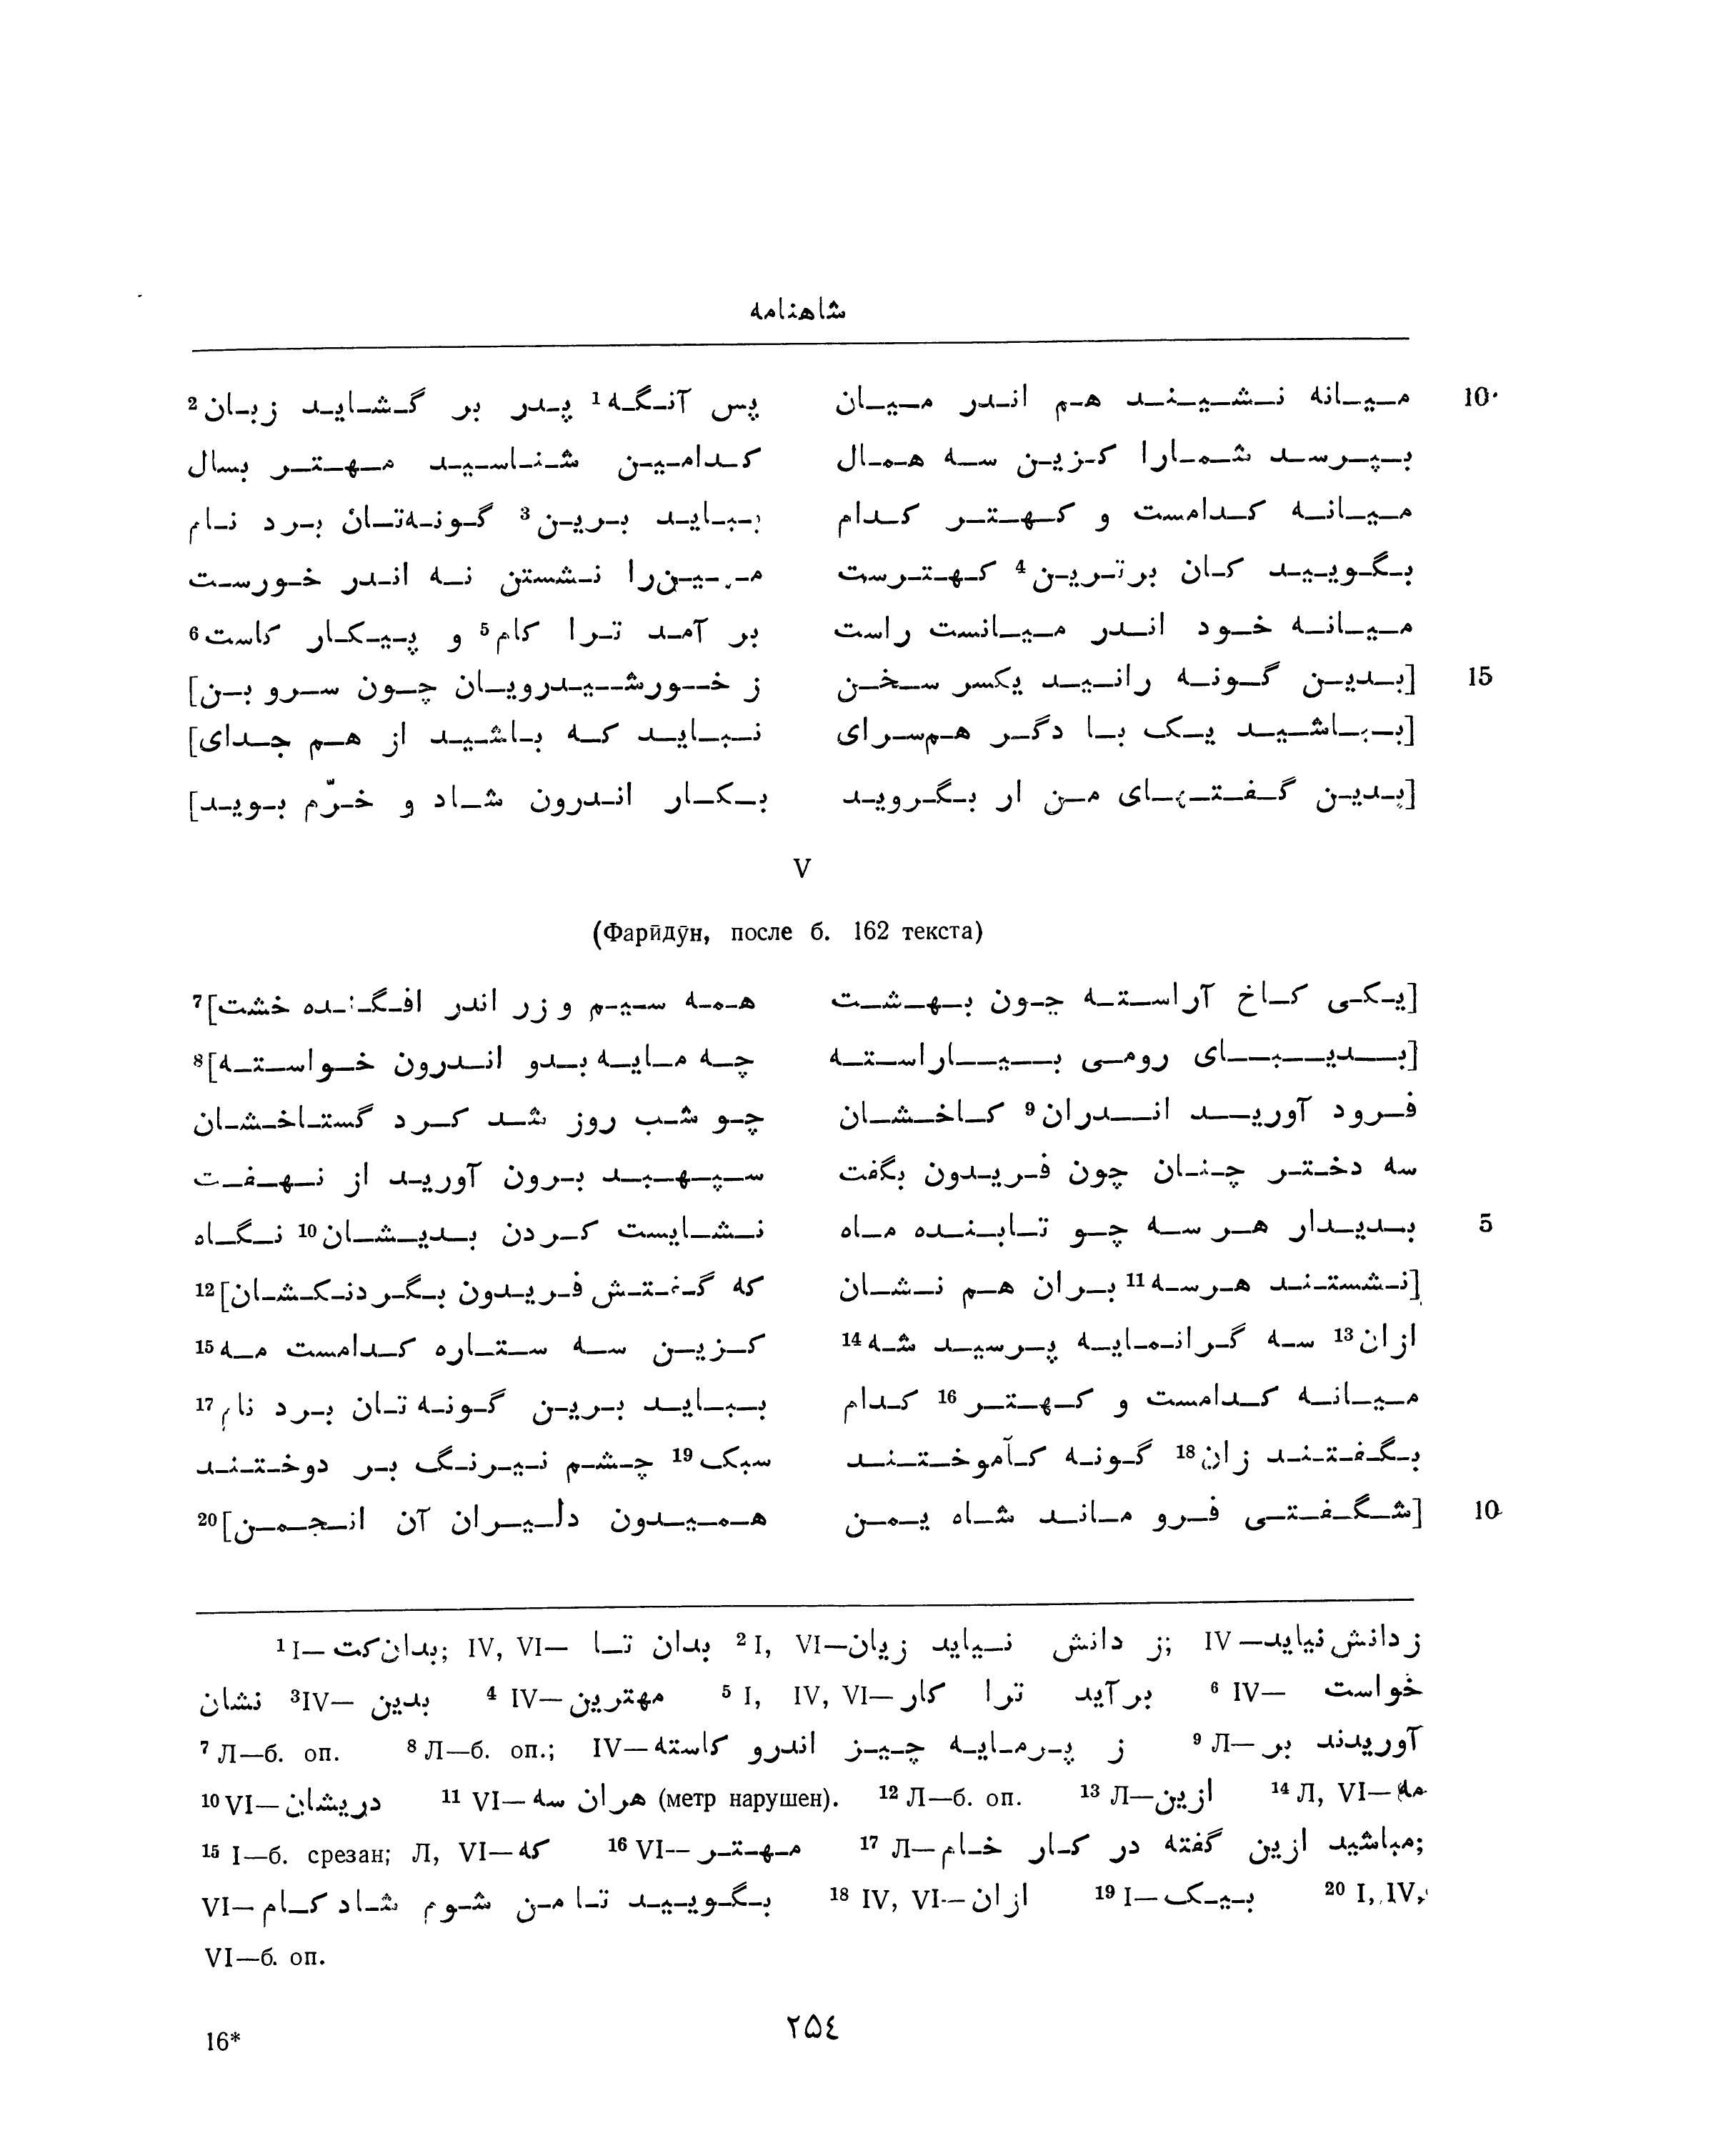 شاهنامه
10 میانه نشیند هم اندر میان پس آنگه¹ پدر بر گشاید زبان²
بپرسد شمارا کزین سه همال کدامین شناسید مهتر بسال
میانه کدامست و کهتر کدام بباید برین³ گونه‌تان برد نام
بگویید کان برترین⁴ کهترست مهین‌را نشستن نه اندر خورست
میانه خود اندر میانست راست بر آمد ترا کام⁵ و پیکار کاست⁶
15 [بدین گونه رانید یکسر سخن ز خورشیدرویان چون سرو بن]
[بباشید یک با دگر هم‌سرای نباید که باشید از هم جدای]
[بدین گفتهای من ار بگروید بکار اندرون شاد و خرّم بوید]
V
(Фарӣдӯн, после б. 162 текста)
[یکی کاخ آراسته چون بهشت همه سیم و زر اندر افگنده خشت]⁷
[بدیبای رومی بیاراسته چه مایه بدو اندرون خواسته]⁸
فرود آورید اندران⁹ کاخشان چو شب روز شد کرد گستاخشان
سه دختر چنان چون فریدون بگفت سپهبد برون آورید از نهفت
5 بدیدار هر سه چو تابنده ماه نشایست کردن بدیشان¹⁰ نگاه
[نشستند هرسه¹¹ بران هم نشان که گفتش فریدون بگردنکشان]¹²
ازان¹³ سه گرانمایه پرسید شه¹⁴ کزین سه ستاره کدامست مه¹⁵
میانه کدامست و کهتر¹⁶ کدام بباید برین گونه تان برد نام¹⁷
بگفتند زان¹⁸ گونه کآموختند سبک¹⁹ چشم نیرنگ بر دوختند
10 [شگفتی فرو ماند شاه یمن همیدون دلیران آن انجمن]²⁰
¹ I—بدان‌کت; IV, VI—بدان تا ² I, VI—ز دانش نیاید زیان; IV—زدانش نیاید
نشان ³IV—بدین ⁴ IV—مهترین ⁵ I, IV, VI—برآید ترا کار ⁶ IV—خواست
⁷ Л—б. оп. ⁸ Л—б. оп.; IV—ز پرمایه چیز اندرو کاسته ⁹ Л—آوریدند بر
¹⁰ VI—دریشان ¹¹ VI—هران سه (метр нарушен). ¹² Л—б. оп. ¹³ Л—ازین ¹⁴ Л, VI—مه
¹⁵ I—б. срезан; Л, VI—که ¹⁶ VI—مهتر ¹⁷ Л—مباشید ازین گفته در کار خام;
VI—بگویید تا من شوم شاد کام ¹⁸ IV, VI—ازان ¹⁹ I—بیک ²⁰ I, IV,
VI—б. оп.
16* ٢٥٤